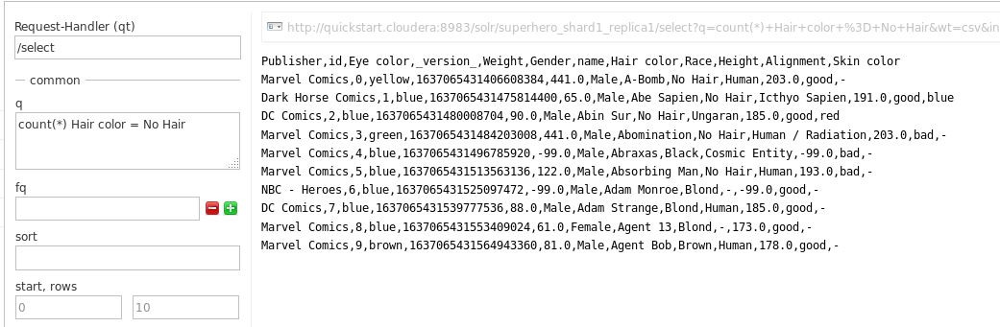 Request-Handler (qt)
/select
common
q
count(*) Hair color = No Hair
fq
sort
start, rows
0
10
http://quickstart.cloudera:8983/solr/superhero_shard1_replica1/select?q=count(*)+Hair+color+%3D+No+Hair&wt=csv&in
Publisher,id,Eye color,_version_,Weight,Gender,name,Hair color,Race,Height,Alignment,Skin color
Marvel Comics,0,yellow,1637065431406608384,441.0,Male,A-Bomb,No Hair,Human,203.0,good,-
Dark Horse Comics,1,blue,1637065431475814400,65.0,Male,Abe Sapien,No Hair,Icthyo Sapien,191.0,good,blue
DC Comics,2,blue,1637065431480008704,90.0,Male,Abin Sur,No Hair,Ungaran,185.0,good,red
Marvel Comics,3,green,1637065431484203008,441.0,Male,Abomination,No Hair,Human / Radiation,203.0,bad,-
Marvel Comics,4,blue,1637065431496785920,-99.0,Male,Abraxas,Black,Cosmic Entity,-99.0,bad,-
Marvel Comics,5,blue,1637065431513563136,122.0,Male,Absorbing Man,No Hair,Human,193.0,bad,-
NBC - Heroes,6,blue,1637065431525097472,-99.0,Male,Adam Monroe,Blond,-,-99.0,good,-
DC Comics,7,blue,1637065431539777536,88.0,Male,Adam Strange,Blond,Human,185.0,good,-
Marvel Comics,8,blue,1637065431553409024,61.0,Female,Agent 13,Blond,-,173.0,good,-
Marvel Comics,9,brown,1637065431564943360,81.0,Male,Agent Bob,Brown,Human,178.0,good,-